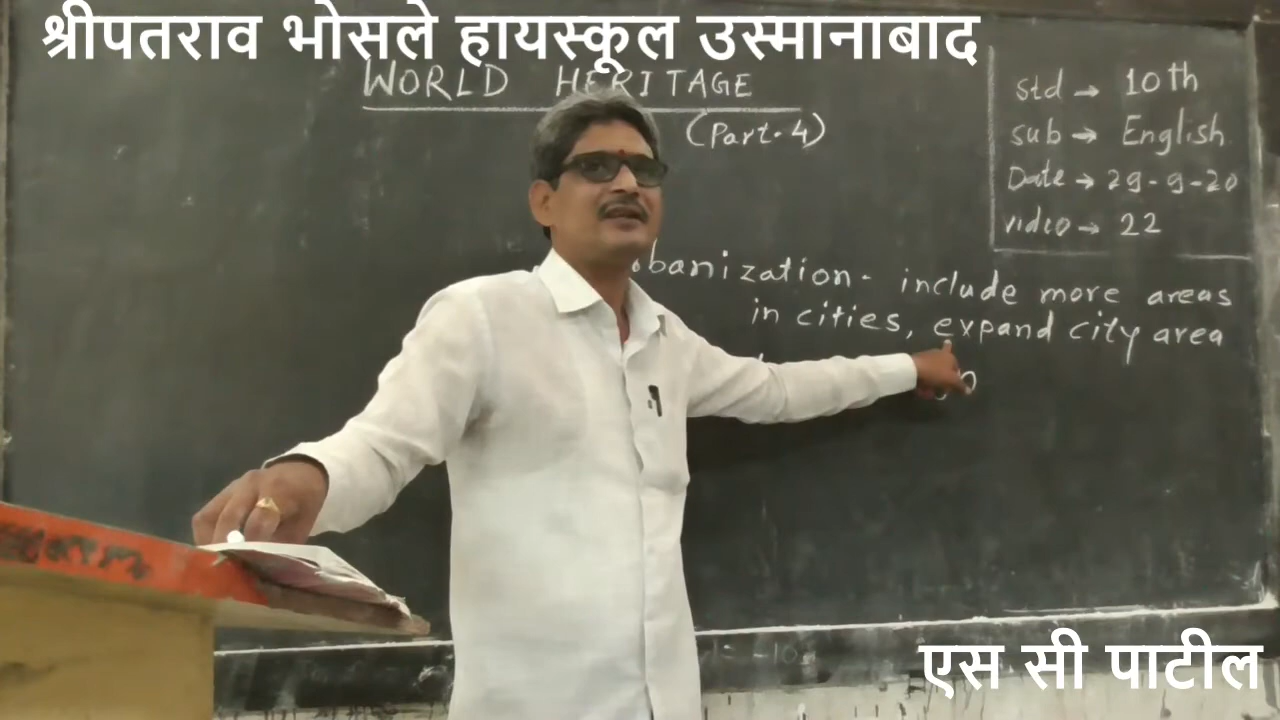 श्रीपतराव भोसले हायस्कूल उस्मानाबाद
WORLD HERITAGE
(Part-4)
std → 10th
sub → English
Date → 29-9-20
video → 22
banization - include more areas
in cities, expand city area
एस सी पाटील